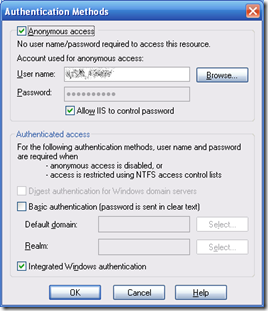 Authentication Methods
Anonymous access
No user name/password required to access this resource.
Account used for anonymous access:
User name:
Browse...
Password:
Allow IIS to control password
Authenticated access
For the following authentication methods, user name and password
are required when
- anonymous access is disabled, or
- access is restricted using NTFS access control lists
Digest authentication for Windows domain servers
Basic authentication (password is sent in clear text)
Default domain:
Select...
Realm:
Select...
Integrated Windows authentication
OK
Cancel
Help